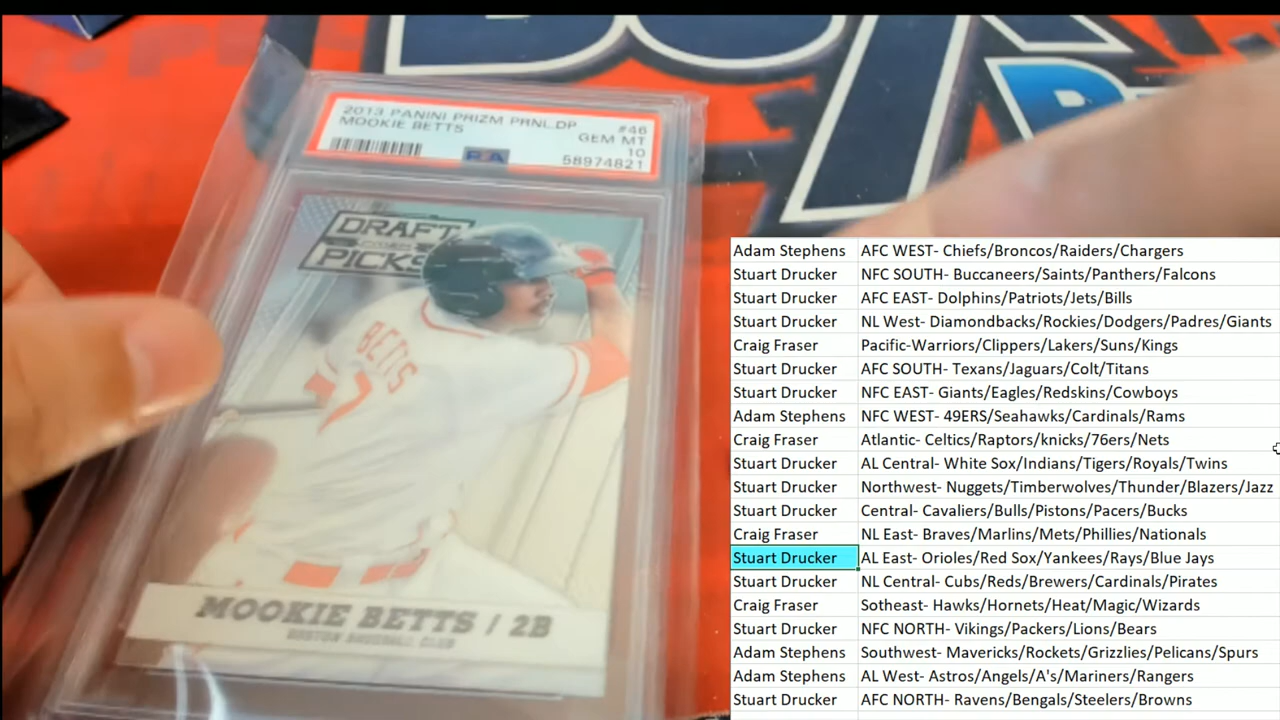 2013 PANINI PRIZM PRNL.DP #46
MOOKIE BETTS GEM MT
10
PSA 58974821
DRAFT
PICKS
BETTS
MOOKIE BETTS / 2B
BOSTON BASEBALL CLUB
Adam Stephens AFC WEST- Chiefs/Broncos/Raiders/Chargers
Stuart Drucker NFC SOUTH- Buccaneers/Saints/Panthers/Falcons
Stuart Drucker AFC EAST- Dolphins/Patriots/Jets/Bills
Stuart Drucker NL West- Diamondbacks/Rockies/Dodgers/Padres/Giants
Craig Fraser Pacific-Warriors/Clippers/Lakers/Suns/Kings
Stuart Drucker AFC SOUTH- Texans/Jaguars/Colt/Titans
Stuart Drucker NFC EAST- Giants/Eagles/Redskins/Cowboys
Adam Stephens NFC WEST- 49ERS/Seahawks/Cardinals/Rams
Craig Fraser Atlantic- Celtics/Raptors/knicks/76ers/Nets
Stuart Drucker AL Central- White Sox/Indians/Tigers/Royals/Twins
Stuart Drucker Northwest- Nuggets/Timberwolves/Thunder/Blazers/Jazz
Stuart Drucker Central- Cavaliers/Bulls/Pistons/Pacers/Bucks
Craig Fraser NL East- Braves/Marlins/Mets/Phillies/Nationals
Stuart Drucker AL East- Orioles/Red Sox/Yankees/Rays/Blue Jays
Stuart Drucker NL Central- Cubs/Reds/Brewers/Cardinals/Pirates
Craig Fraser Sotheast- Hawks/Hornets/Heat/Magic/Wizards
Stuart Drucker NFC NORTH- Vikings/Packers/Lions/Bears
Adam Stephens Southwest- Mavericks/Rockets/Grizzlies/Pelicans/Spurs
Adam Stephens AL West- Astros/Angels/A's/Mariners/Rangers
Stuart Drucker AFC NORTH- Ravens/Bengals/Steelers/Browns